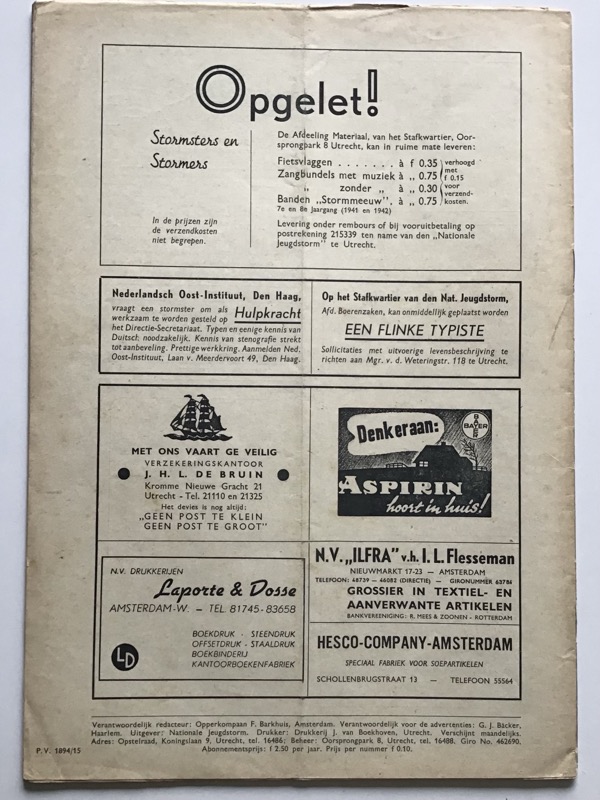 Opgelet!
Stormsters en
Stormers
In de prijzen zijn
de verzendkosten
niet begrepen.
De Afdeeling Materiaal, van het Stafkwartier, Oor-
sprongpark 8 Utrecht, kan in ruime mate leveren:
Fietsvlaggen . . . . . . . à f 0.35 verhoogd
Zangbundels met muziek à „ 0.75 met f 0.15
„ zonder „ à „ 0.30 voor
Banden „Stormmeeuw”. à „ 0.75 verzend-kosten.
7e en 8e Jaargang (1941 en 1942)
Levering onder rembours of bij vooruitbetaling op
postrekening 215339 ten name van den „Nationale
Jeugdstorm” te Utrecht.
Nederlandsch Oost-Instituut, Den Haag,
vraagt een stormster om als Hulpkracht
werkzaam te worden gesteld op
het Directie-Secretariaat. Typen en eenige kennis van
Duitsch noodzakelijk. Kennis van stenografie strekt
tot aanbeveling. Prettige werkkring. Aanmelden Ned.
Oost-Instituut, Laan v. Meerdervoort 49, Den Haag.
Op het Stafkwartier van den Nat. Jeugdstorm,
Afd. Boerenzaken, kan onmiddellijk geplaatst worden
EEN FLINKE TYPISTE
Sollicitaties met uitvoerige levensbeschrijving te
richten aan Mgr. v. d. Weteringstr. 118 te Utrecht.
MET ONS VAART GE VEILIG
VERZEKERINGSKANTOOR
J. H. L. DE BRUIN
Kromme Nieuwe Gracht 21
Utrecht - Tel. 21110 en 21325
Het devies is nog altijd:
„GEEN POST TE KLEIN
GEEN POST TE GROOT”
Denk eraan:
BAYER
BAYER
ASPIRIN
hoort in huis!
N.V. DRUKKERIJEN
Laporte & Dosse
AMSTERDAM-W. — TEL 81745-83658
BOEKDRUK - STEENDRUK
OFFSETDRUK - STAALDRUK
BOEKBINDERIJ
KANTOORBOEKENFABRIEK
LD
N.V. „ILFRA” v.h. I. L. Flesseman
NIEUWMARKT 17-23 — AMSTERDAM
TELEFOON: 48739 — 46082 (DIRECTIE) — GIRONUMMER 63786
GROSSIER IN TEXTIEL- EN
AANVERWANTE ARTIKELEN
BANKVEREENIGING: R. MEES & ZOONEN - ROTTERDAM
HESCO-COMPANY-AMSTERDAM
SPECIAAL FABRIEK VOOR SOEPARTIKELEN
SCHOLLENBRUGSTRAAT 13 — TELEFOON 55564
Verantwoordelijk redacteur: Opperkompaan F. Barkhuis, Amsterdam. Verantwoordelijk voor de advertenties: G. J. Bäcker,
Haarlem. Uitgever: Nationale Jeugdstorm. Drukker: Drukkerij J. van Boekhoven, Utrecht. Verschijnt maandelijks.
Adres: Opstelraad, Koningslaan 9, Utrecht, tel. 16486; Beheer: Oorsprongpark 8, Utrecht, tel. 16488. Giro No. 462690.
P.V. 1894/15 Abonnementsprijs: f 2.50 per jaar. Prijs per nummer f 0.10.